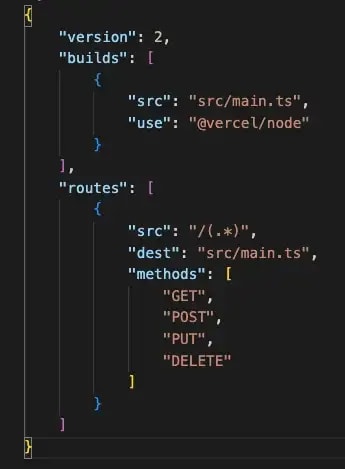 {
    "version": 2,
    "builds": [
        {
            "src": "src/main.ts",
            "use": "@vercel/node"
        }
    ],
    "routes": [
        {
            "src": "/(.*)",
            "dest": "src/main.ts",
            "methods": [
                "GET",
                "POST",
                "PUT",
                "DELETE"
            ]
        }
    ]
}